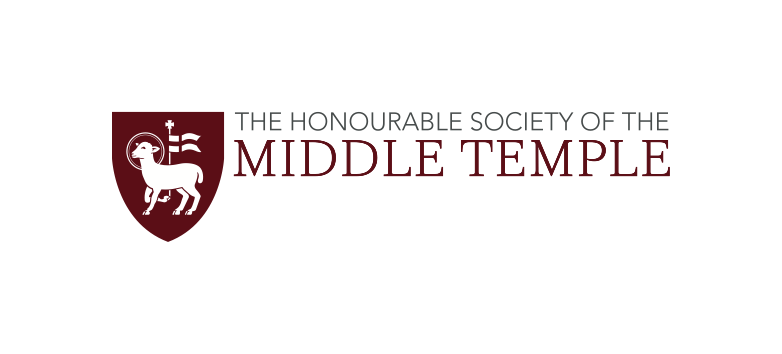 THE HONOURABLE SOCIETY OF THE
MIDDLE TEMPLE